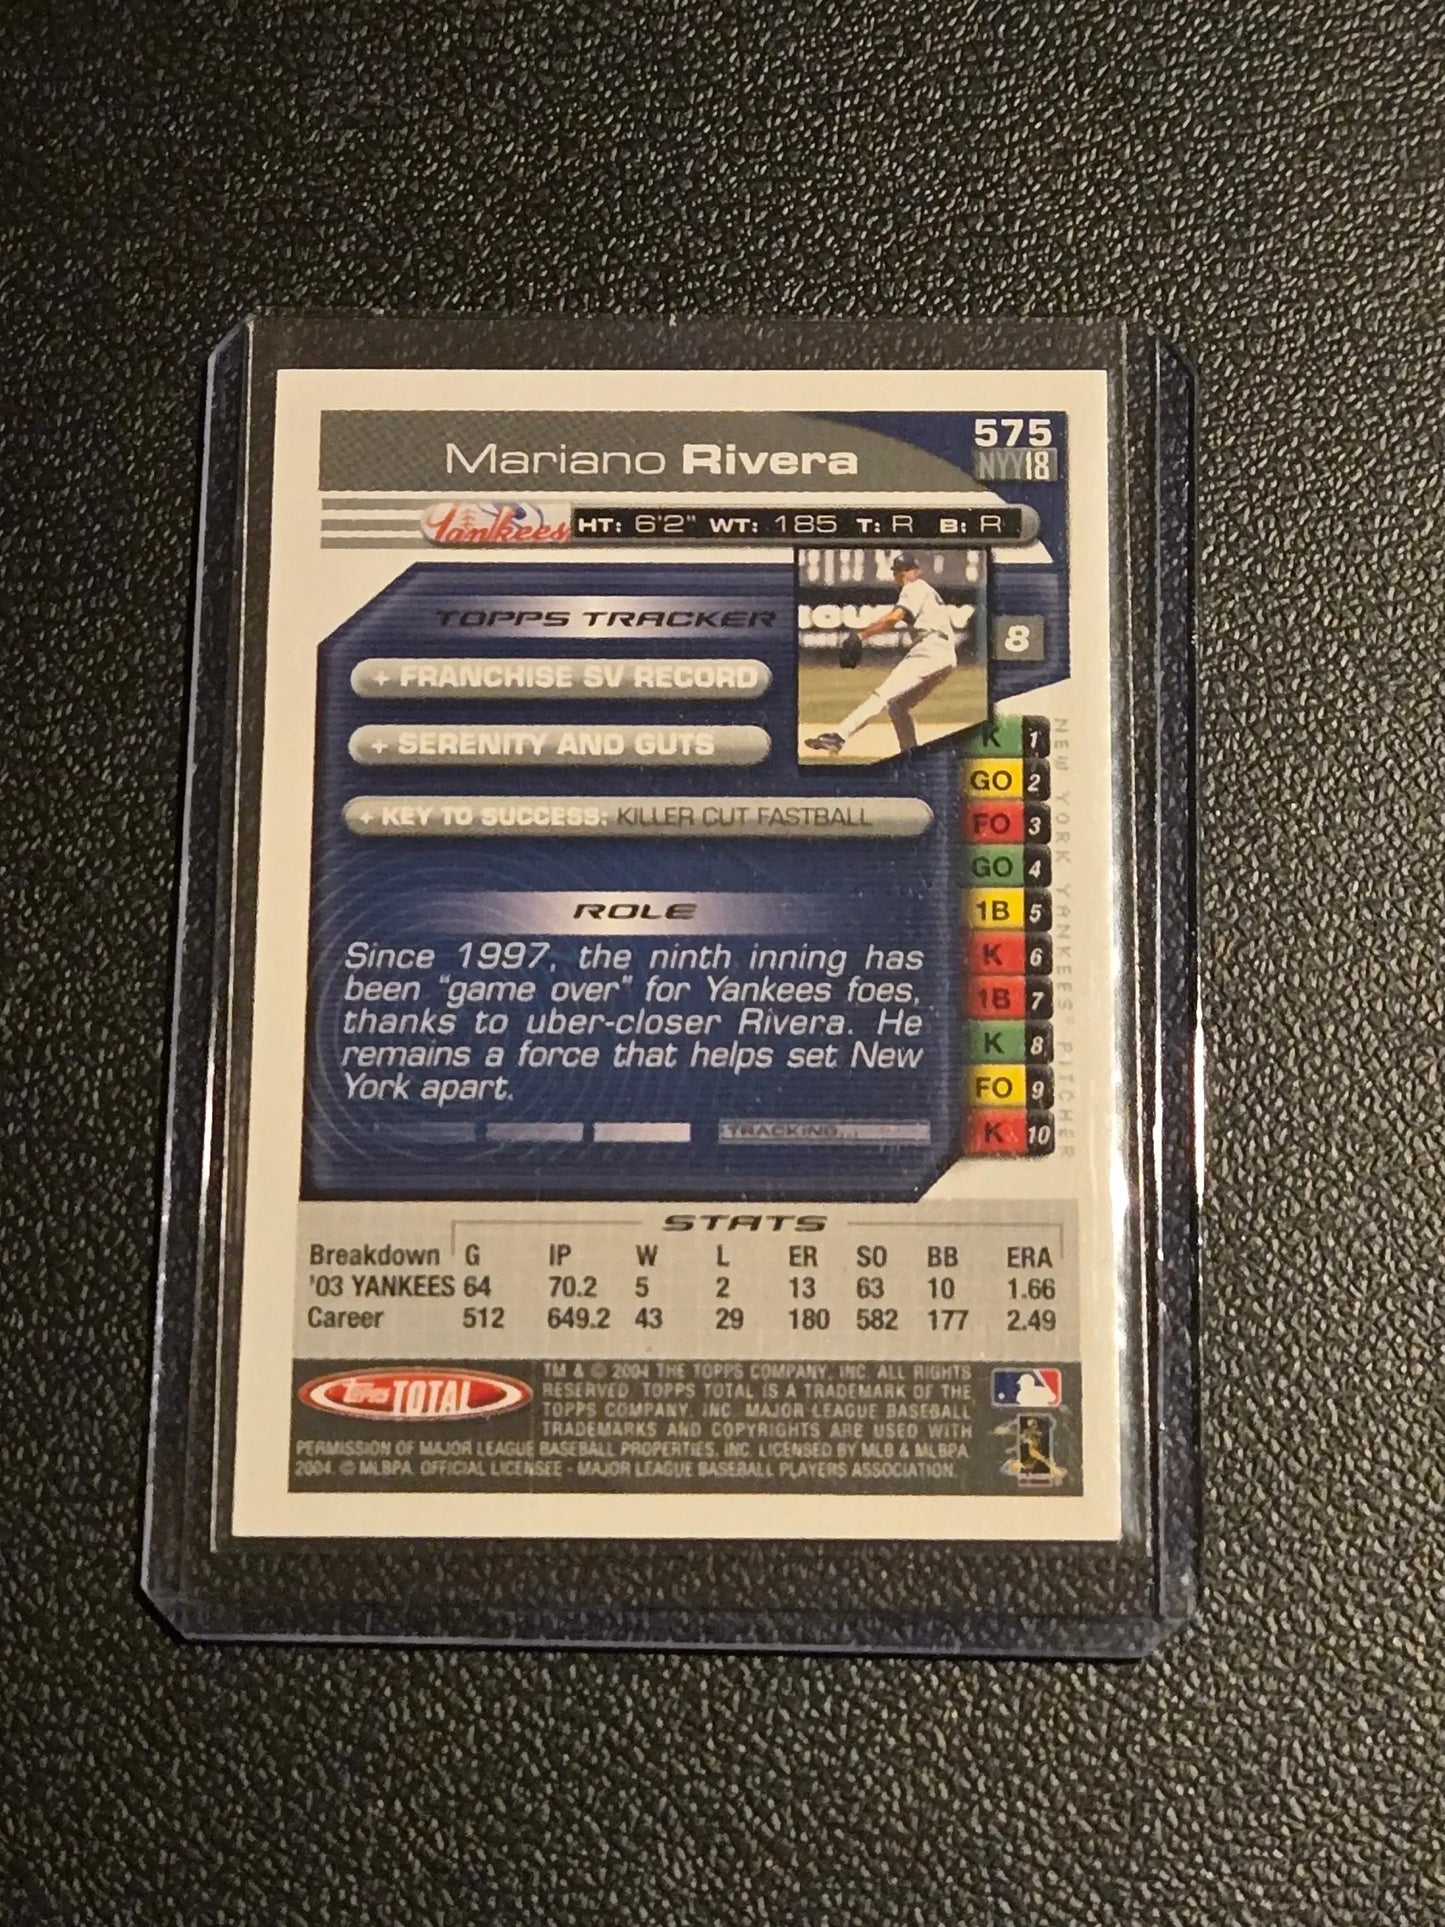 Mariano Rivera
575
NYY18
Yankees HT: 6'2" WT: 185 T: R B: R
TOPPS TRACKER
+ FRANCHISE SV RECORD
+ SERENITY AND GUTS
+ KEY TO SUCCESS: KILLER CUT FASTBALL
8
K 1
GO 2
FO 3
GO 4
1B 5
K 6
1B 7
K 8
FO 9
K 10
NEW YORK YANKEES® PITCHER
ROLE
Since 1997, the ninth inning has
been "game over" for Yankees foes,
thanks to uber-closer Rivera. He
remains a force that helps set New
York apart.
TRACKING...
STATS
Breakdown G IP W L ER SO BB ERA
'03 YANKEES 64 70.2 5 2 13 63 10 1.66
Career 512 649.2 43 29 180 582 177 2.49
Topps TOTAL
TM & © 2004 THE TOPPS COMPANY, INC. ALL RIGHTS
RESERVED. TOPPS TOTAL IS A TRADEMARK OF THE
TOPPS COMPANY, INC. MAJOR LEAGUE BASEBALL
TRADEMARKS AND COPYRIGHTS ARE USED WITH
PERMISSION OF MAJOR LEAGUE BASEBALL PROPERTIES, INC. LICENSED BY MLB & MLBPA
2004. © MLBPA. OFFICIAL LICENSEE - MAJOR LEAGUE BASEBALL PLAYERS ASSOCIATION.